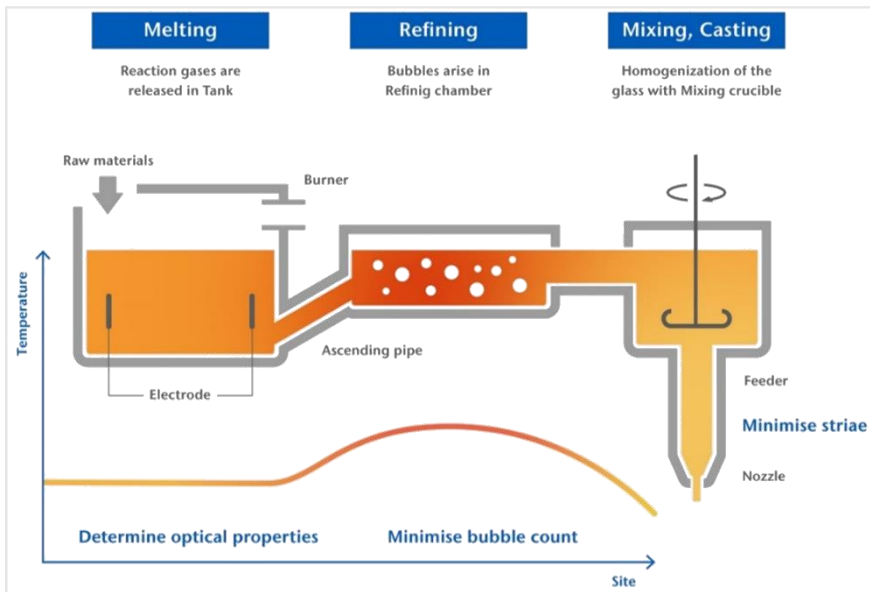 Melting
Refining
Mixing, Casting
Reaction gases are
released in Tank
Bubbles arise in
Refinig chamber
Homogenization of the
glass with Mixing crucible
Raw materials
Burner
Temperature
Ascending pipe
Electrode
Feeder
Minimise striae
Nozzle
Determine optical properties
Minimise bubble count
Site